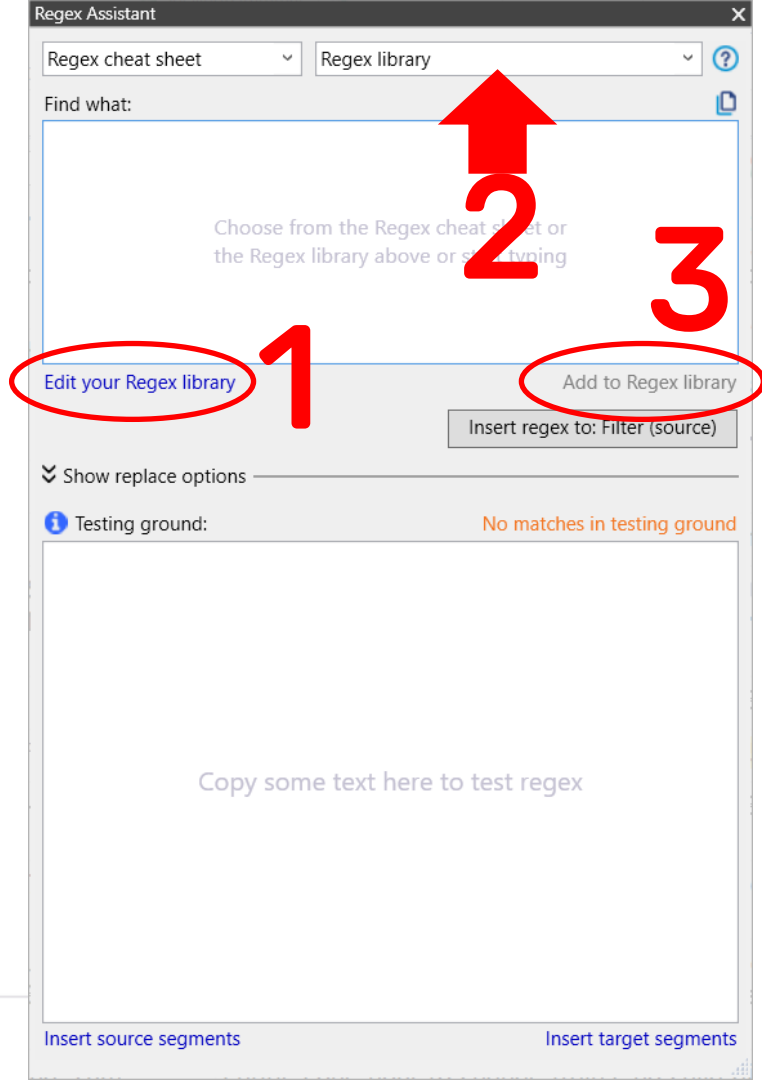 Regex Assistant
Regex cheat sheet
Regex library
Find what:
2
Choose from the Regex cheat sheet or
the Regex library above or start typing
3
1
Edit your Regex library
Add to Regex library
Insert regex to: Filter (source)
Show replace options
Testing ground:
No matches in testing ground
Copy some text here to test regex
Insert source segments
Insert target segments